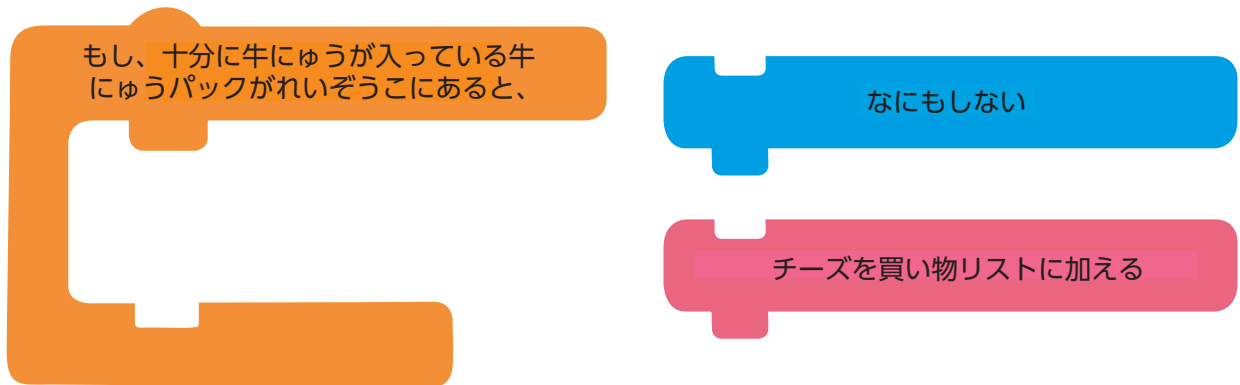 もし、十分に牛にゅうが入っている牛
にゅうパックがれいぞうこにあると、
なにもしない
チーズを買い物リストに加える